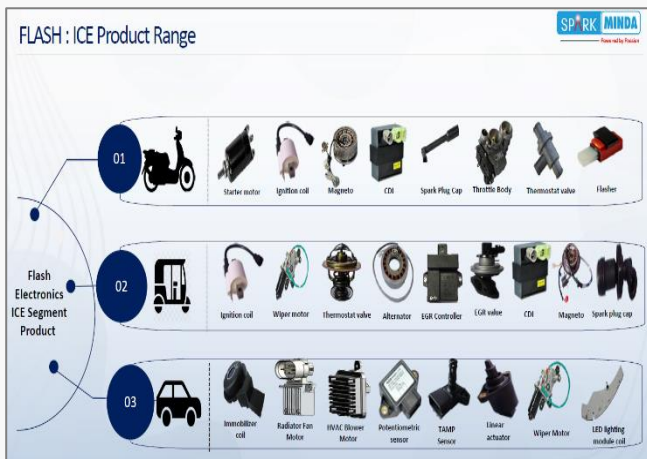 FLASH : ICE Product Range
SPARK MINDA
Powered by Passion
01
Starter motor
Ignition coil
Magneto
CDI
Spark Plug Cap
Throttle Body
Thermostat valve
Flasher
Flash
Electronics
ICE Segment
Product
02
Ignition coil
Wiper motor
Thermostat valve
Alternator
EGR Controller
EGR valve
CDI
Magneto
Spark plug cap
03
Immobilizer
coil
Radiator Fan
Motor
HVAC Blower
Motor
Potentiometric
sensor
TAMP
Sensor
Linear
actuator
Wiper Motor
LED lighting
module coil